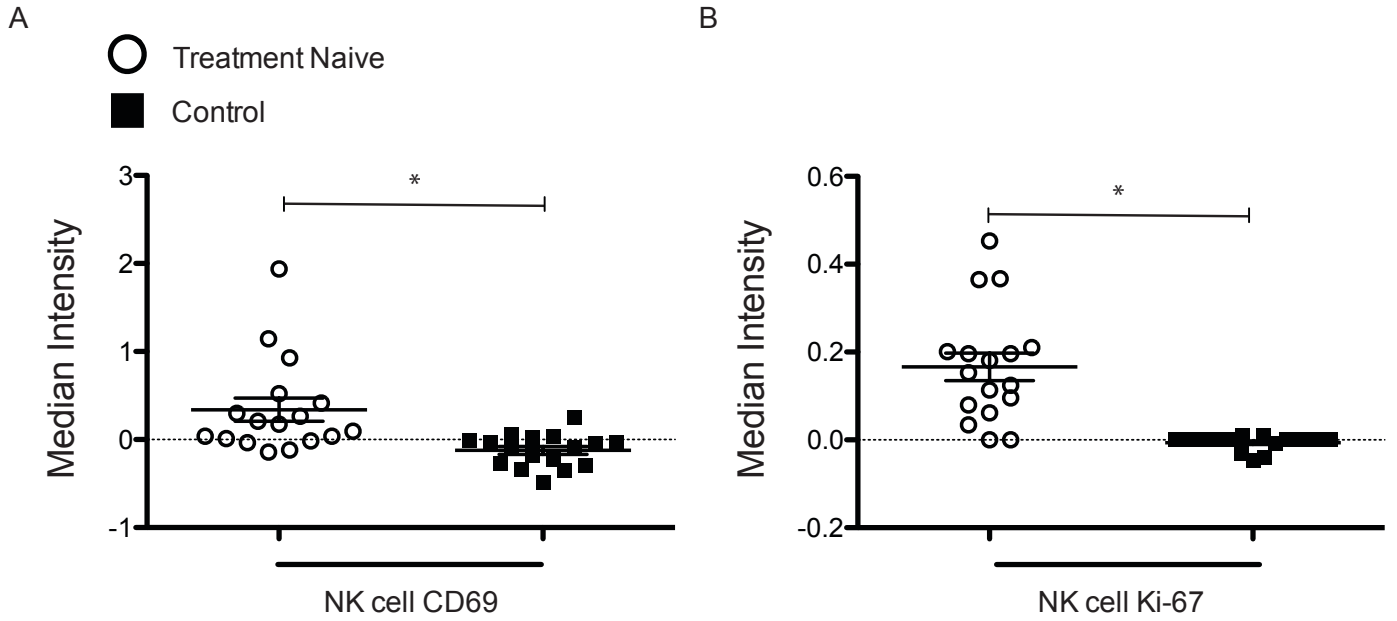 A
B
Treatment Naive
Control
*
*
Median Intensity
3
2
1
0
-1
NK cell CD69
Median Intensity
0.6
0.4
0.2
0.0
-0.2
NK cell Ki-67